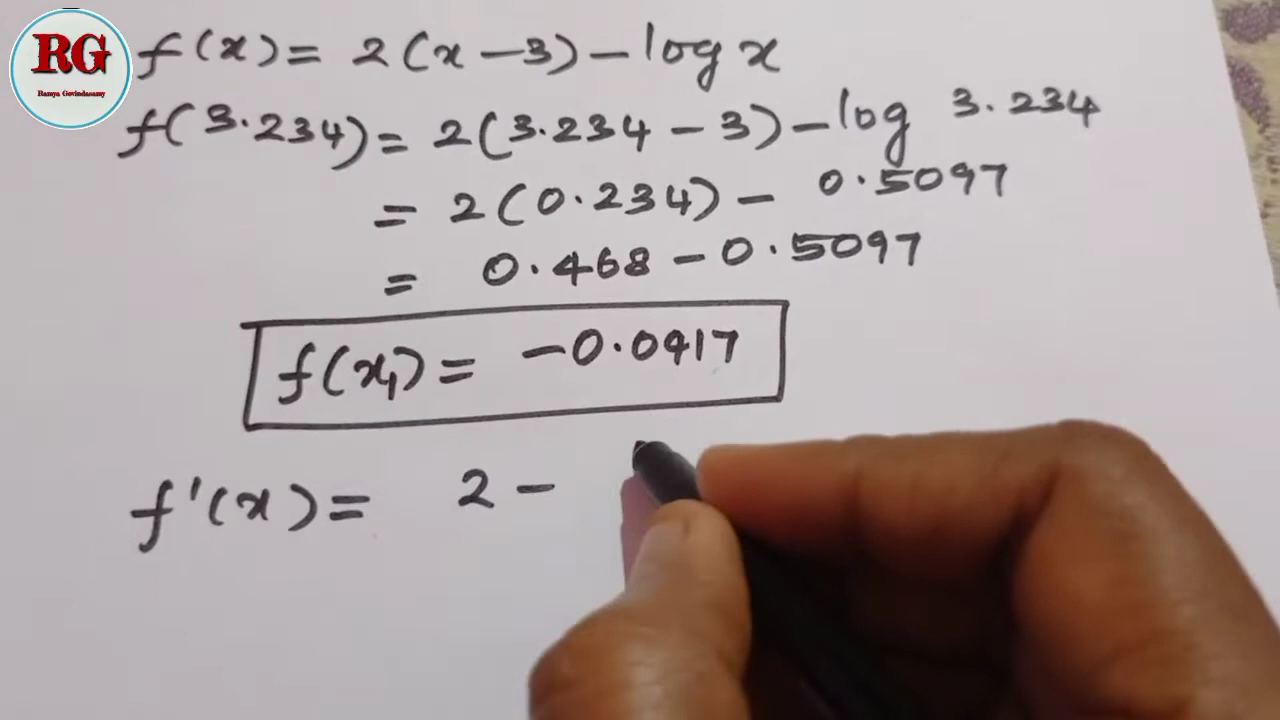 RG
Ramya Govindasamy
f(x) = 2(x-3) - log x
f(3.234) = 2(3.234 - 3) - log 3.234
= 2(0.234) - 0.5097
= 0.468 - 0.5097
f(x₁) = -0.0417
f'(x) = 2 -